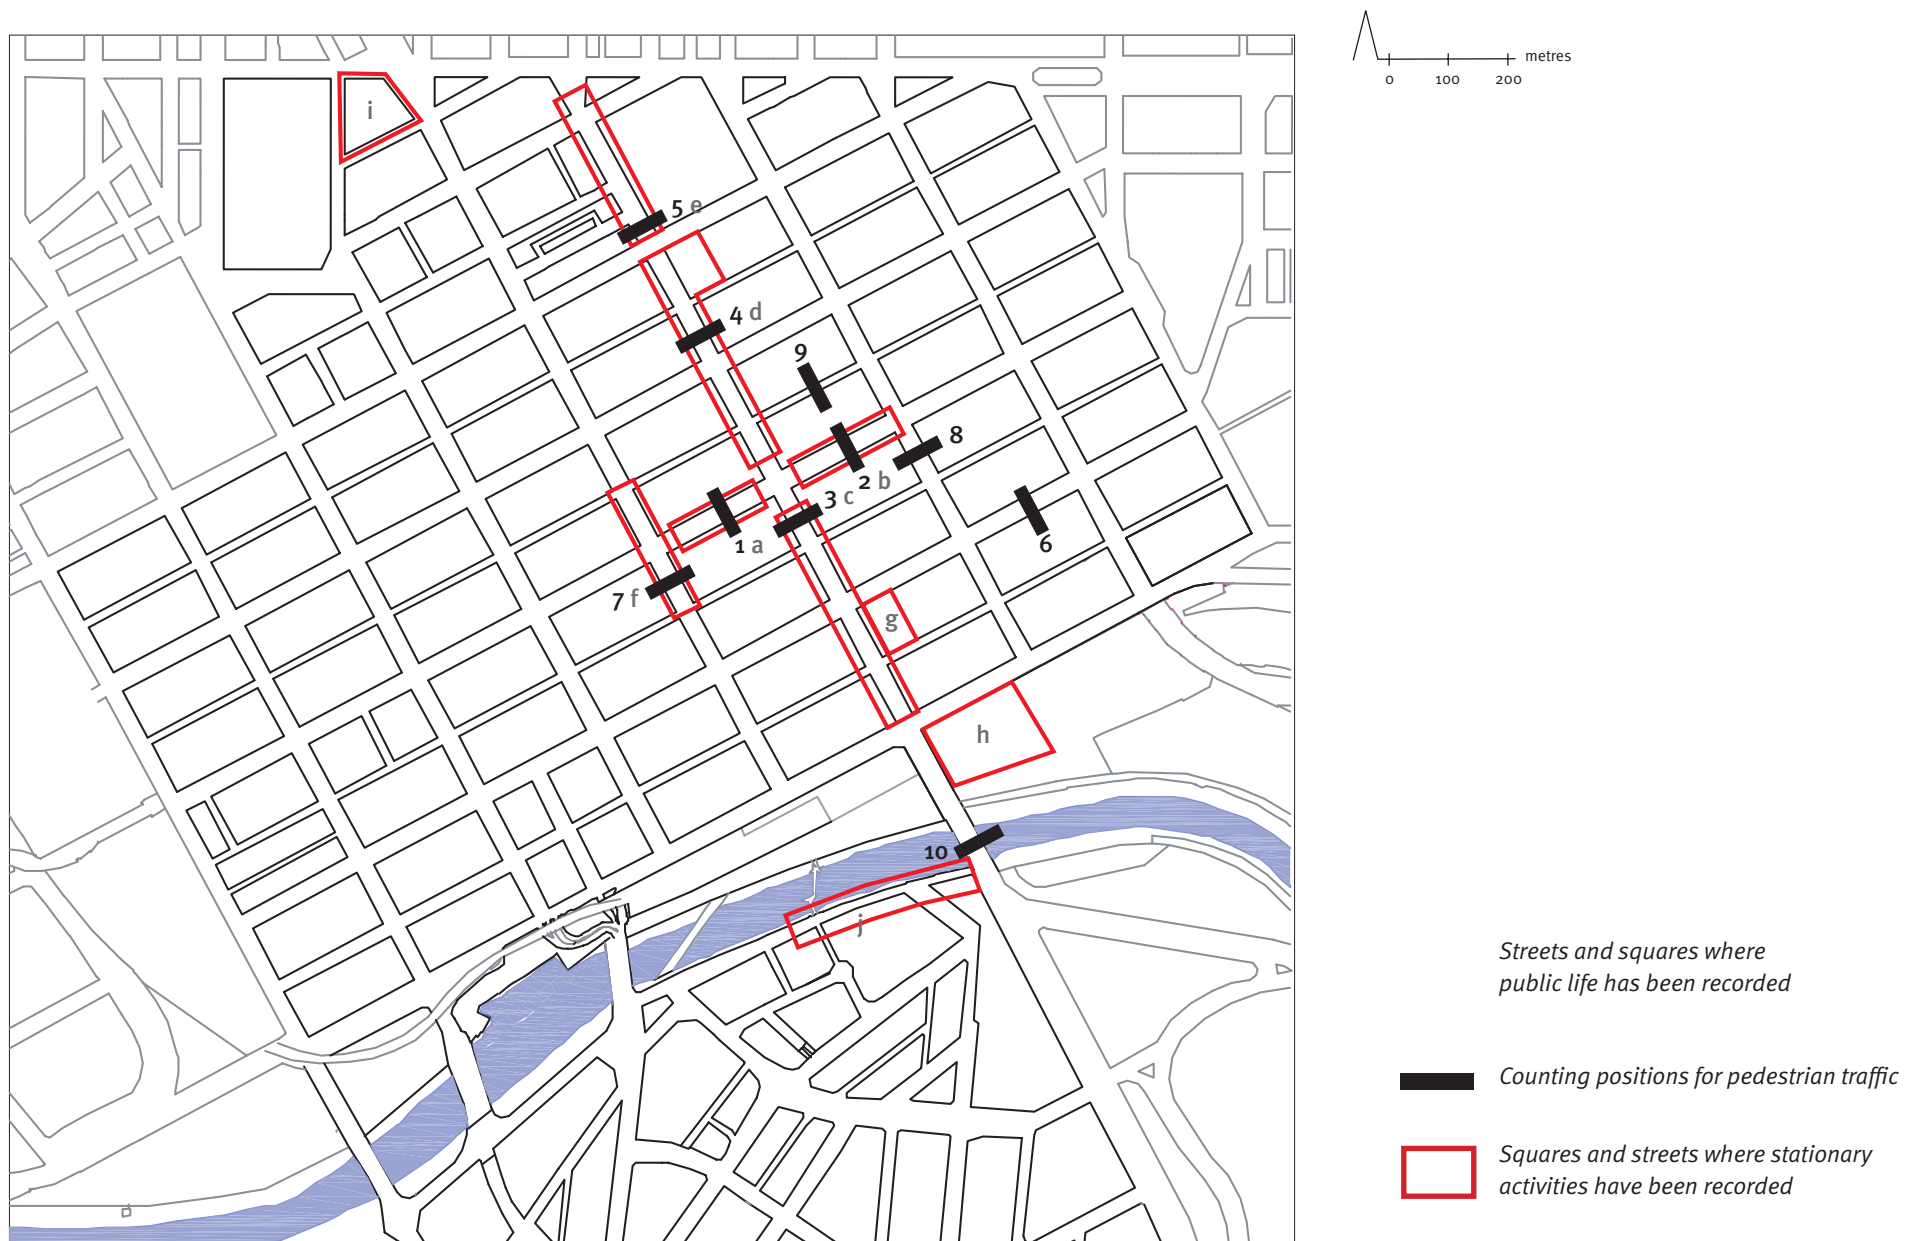 metres
0 100 200
i
5 e
4 d
9
8
2 b
3 c
1 a
6
7 f
g
h
10
j
Streets and squares where
public life has been recorded
Counting positions for pedestrian traffic
Squares and streets where stationary
activities have been recorded